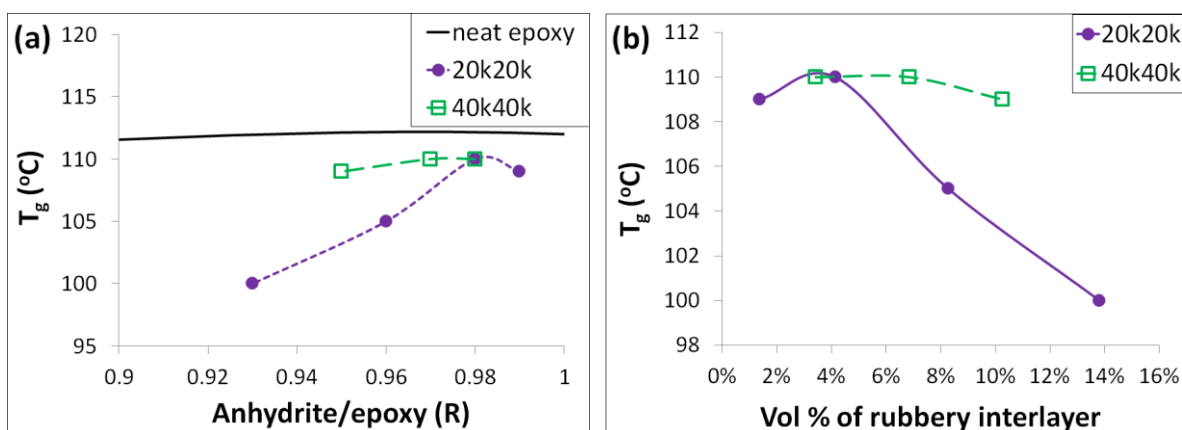 (a)
neat epoxy
20k20k
40k40k
120
115
110
105
100
95
0.9 0.92 0.94 0.96 0.98 1
Tg (oC)
Anhydrite/epoxy (R)
(b)
20k20k
40k40k
112
110
108
106
104
102
100
98
0% 2% 4% 6% 8% 10% 12% 14% 16%
Tg (oC)
Vol % of rubbery interlayer